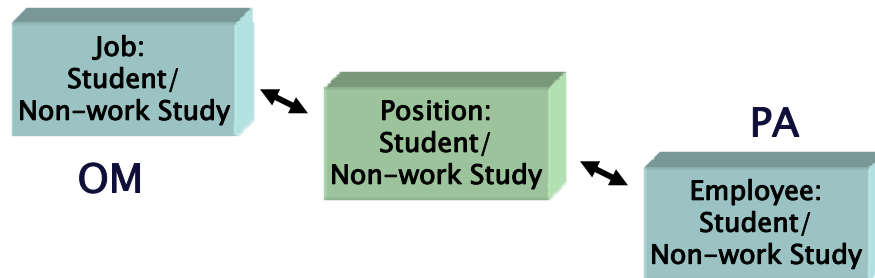 Job:
Student/
Non-work Study
OM
Position:
Student/
Non-work Study
PA
Employee:
Student/
Non-work Study